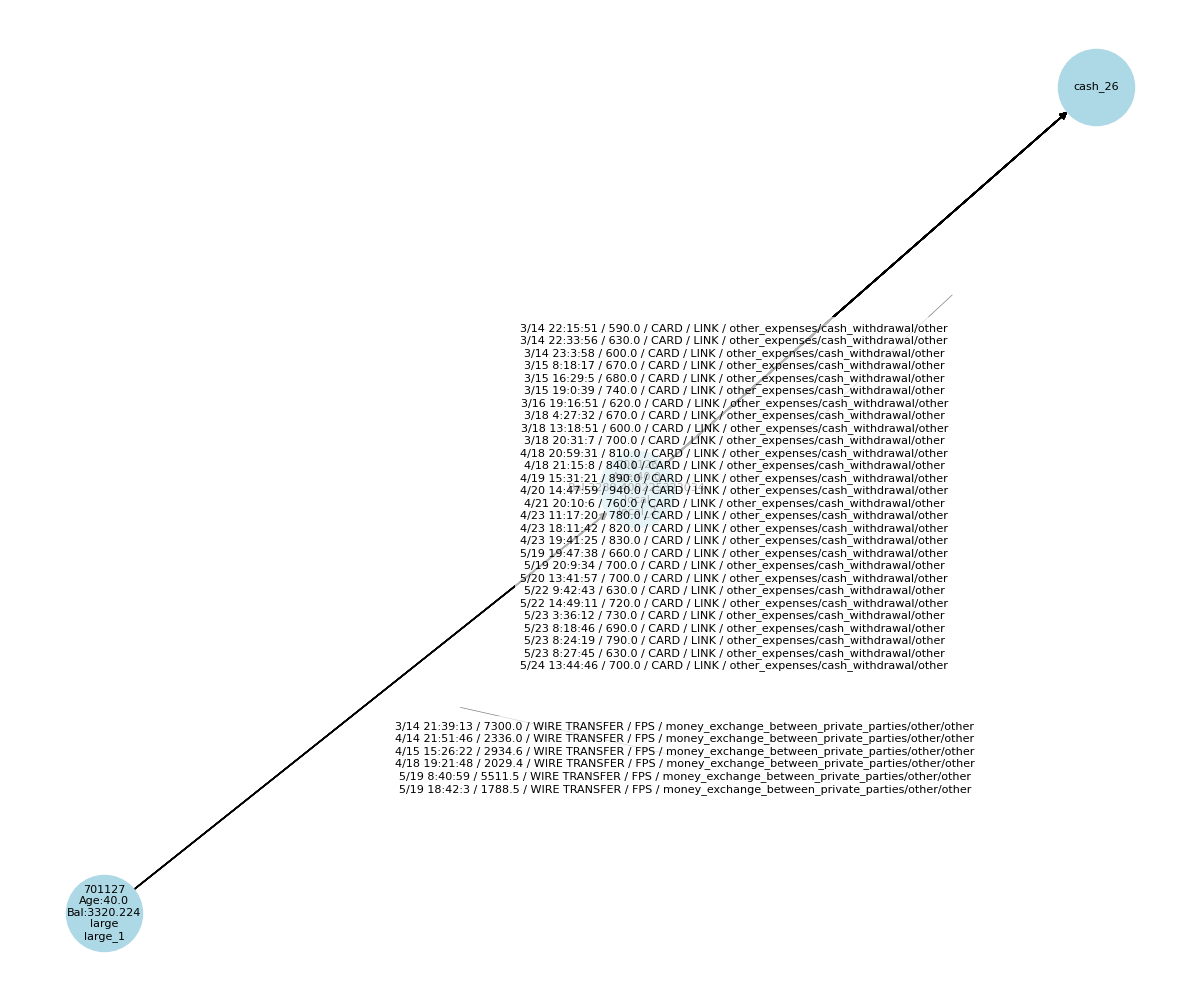 cash_26
3/14 22:15:51 / 590.0 / CARD / LINK / other_expenses/cash_withdrawal/other
3/14 22:33:56 / 630.0 / CARD / LINK / other_expenses/cash_withdrawal/other
3/14 23:3:58 / 600.0 / CARD / LINK / other_expenses/cash_withdrawal/other
3/15 8:18:17 / 670.0 / CARD / LINK / other_expenses/cash_withdrawal/other
3/15 16:29:5 / 680.0 / CARD / LINK / other_expenses/cash_withdrawal/other
3/15 19:0:39 / 740.0 / CARD / LINK / other_expenses/cash_withdrawal/other
3/16 19:16:51 / 620.0 / CARD / LINK / other_expenses/cash_withdrawal/other
3/18 4:27:32 / 670.0 / CARD / LINK / other_expenses/cash_withdrawal/other
3/18 13:18:51 / 600.0 / CARD / LINK / other_expenses/cash_withdrawal/other
3/18 20:31:7 / 700.0 / CARD / LINK / other_expenses/cash_withdrawal/other
4/18 20:59:31 / 810.0 / CARD / LINK / other_expenses/cash_withdrawal/other
4/18 21:15:8 / 840.0 / CARD / LINK / other_expenses/cash_withdrawal/other
4/19 15:31:21 / 890.0 / CARD / LINK / other_expenses/cash_withdrawal/other
4/20 14:47:59 / 940.0 / CARD / LINK / other_expenses/cash_withdrawal/other
4/21 20:10:6 / 760.0 / CARD / LINK / other_expenses/cash_withdrawal/other
4/23 11:17:20 / 780.0 / CARD / LINK / other_expenses/cash_withdrawal/other
4/23 18:11:42 / 820.0 / CARD / LINK / other_expenses/cash_withdrawal/other
4/23 19:41:25 / 830.0 / CARD / LINK / other_expenses/cash_withdrawal/other
5/19 19:47:38 / 660.0 / CARD / LINK / other_expenses/cash_withdrawal/other
5/19 20:9:34 / 700.0 / CARD / LINK / other_expenses/cash_withdrawal/other
5/20 13:41:57 / 700.0 / CARD / LINK / other_expenses/cash_withdrawal/other
5/22 9:42:43 / 630.0 / CARD / LINK / other_expenses/cash_withdrawal/other
5/22 14:49:11 / 720.0 / CARD / LINK / other_expenses/cash_withdrawal/other
5/23 3:36:12 / 730.0 / CARD / LINK / other_expenses/cash_withdrawal/other
5/23 8:18:46 / 690.0 / CARD / LINK / other_expenses/cash_withdrawal/other
5/23 8:24:19 / 790.0 / CARD / LINK / other_expenses/cash_withdrawal/other
5/23 8:27:45 / 630.0 / CARD / LINK / other_expenses/cash_withdrawal/other
5/24 13:44:46 / 700.0 / CARD / LINK / other_expenses/cash_withdrawal/other
3/14 21:39:13 / 7300.0 / WIRE TRANSFER / FPS / money_exchange_between_private_parties/other/other
4/14 21:51:46 / 2336.0 / WIRE TRANSFER / FPS / money_exchange_between_private_parties/other/other
4/15 15:26:22 / 2934.6 / WIRE TRANSFER / FPS / money_exchange_between_private_parties/other/other
4/18 19:21:48 / 2029.4 / WIRE TRANSFER / FPS / money_exchange_between_private_parties/other/other
5/19 8:40:59 / 5511.5 / WIRE TRANSFER / FPS / money_exchange_between_private_parties/other/other
5/19 18:42:3 / 1788.5 / WIRE TRANSFER / FPS / money_exchange_between_private_parties/other/other
701127
Age:40.0
Bal:3320.224
large
large_1